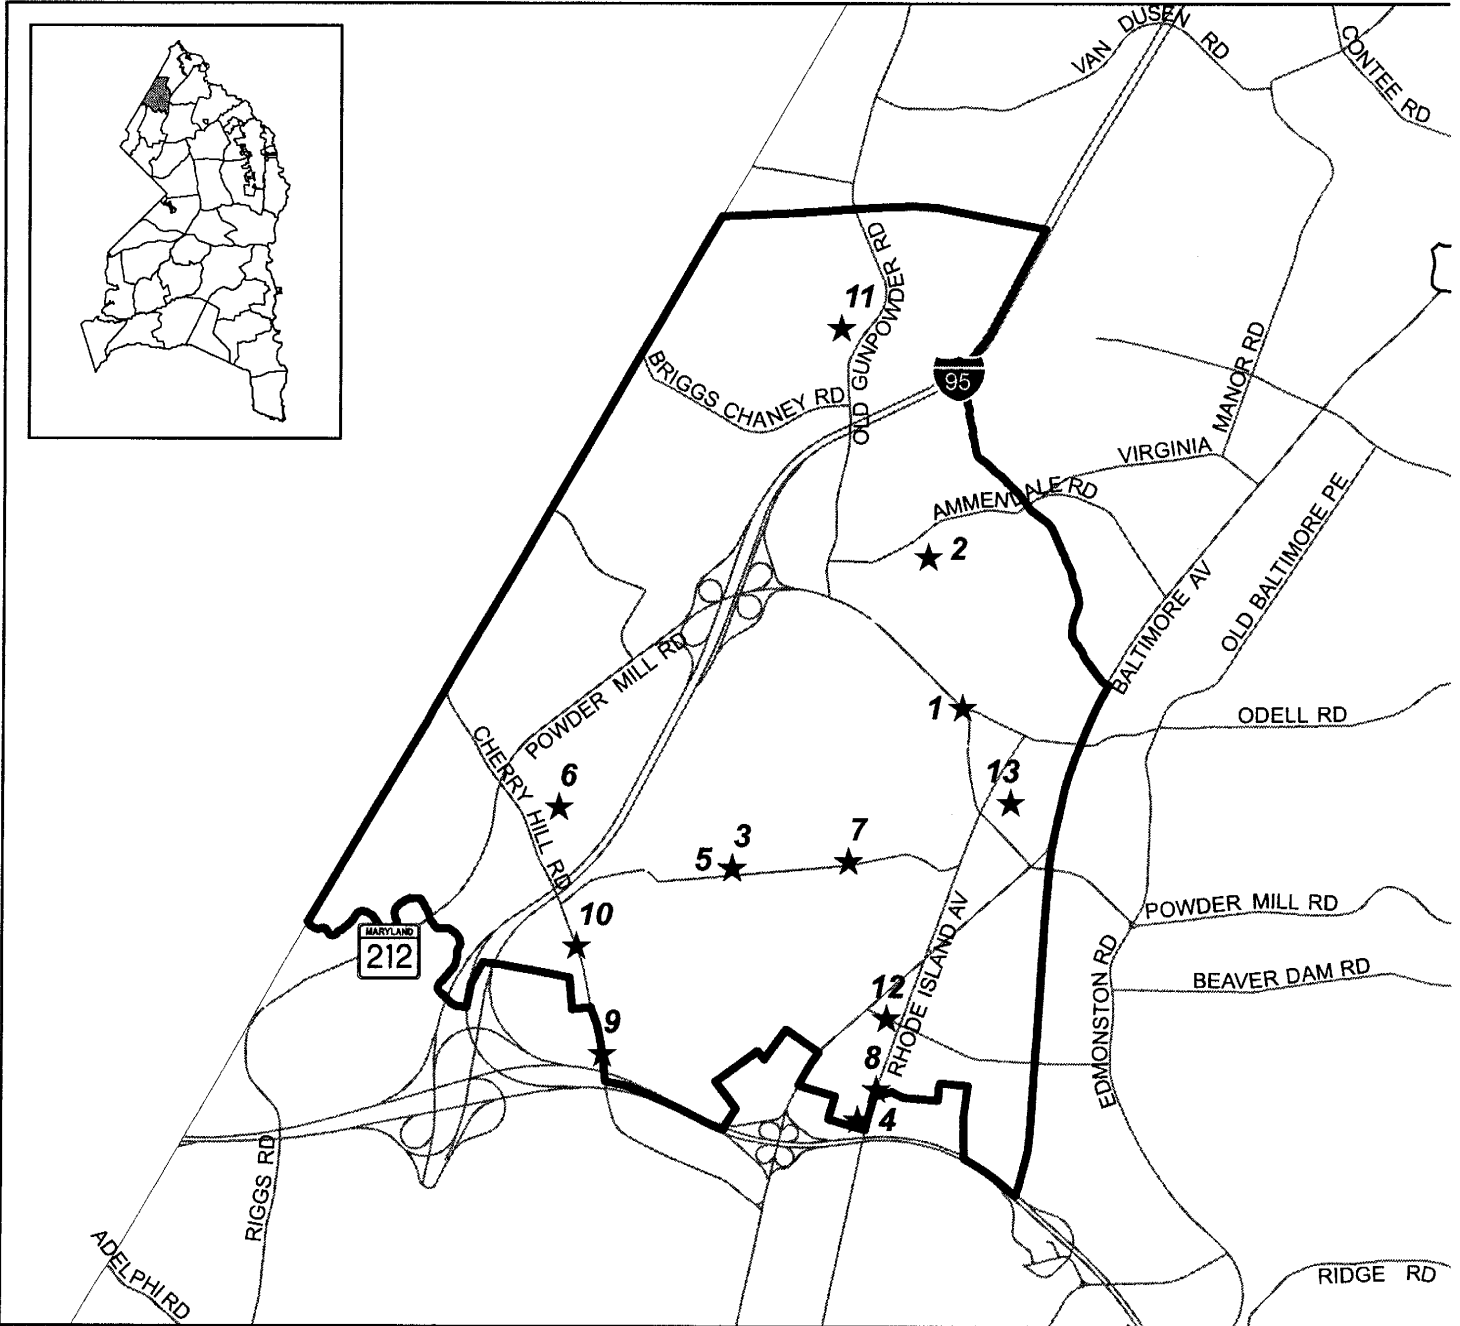 VAN DUSEN RD
CONTEE RD
OLD GUNPOWDER RD
11
BRIGGS CHANEY RD
95
MANOR RD
VIRGINIA
AMMENDALE RD
2
OLD BALTIMORE PE
BALTIMORE AV
POWDER MILL RD
1
ODELL RD
CHERRY HILL RD
6
13
3
5
7
10
POWDER MILL RD
RHODE ISLAND AV
MARYLAND
212
BEAVER DAM RD
EDMONSTON RD
12
9
8
4
RIGGS RD
ADELPHI RD
RIDGE RD